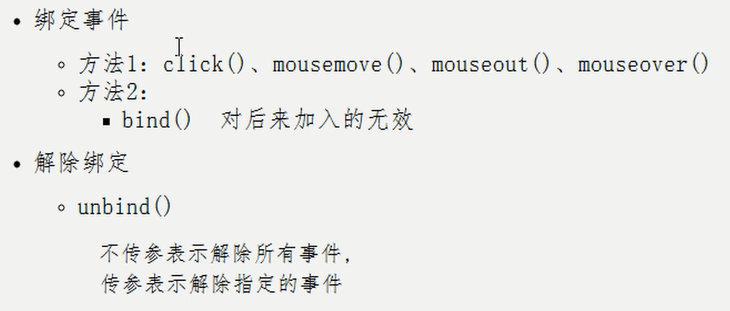 绑定事件
方法1：click()、mousemove()、mouseout()、mouseover()
方法2：
bind() 对后来加入的无效
解除绑定
unbind()
不传参表示解除所有事件，
传参表示解除指定的事件